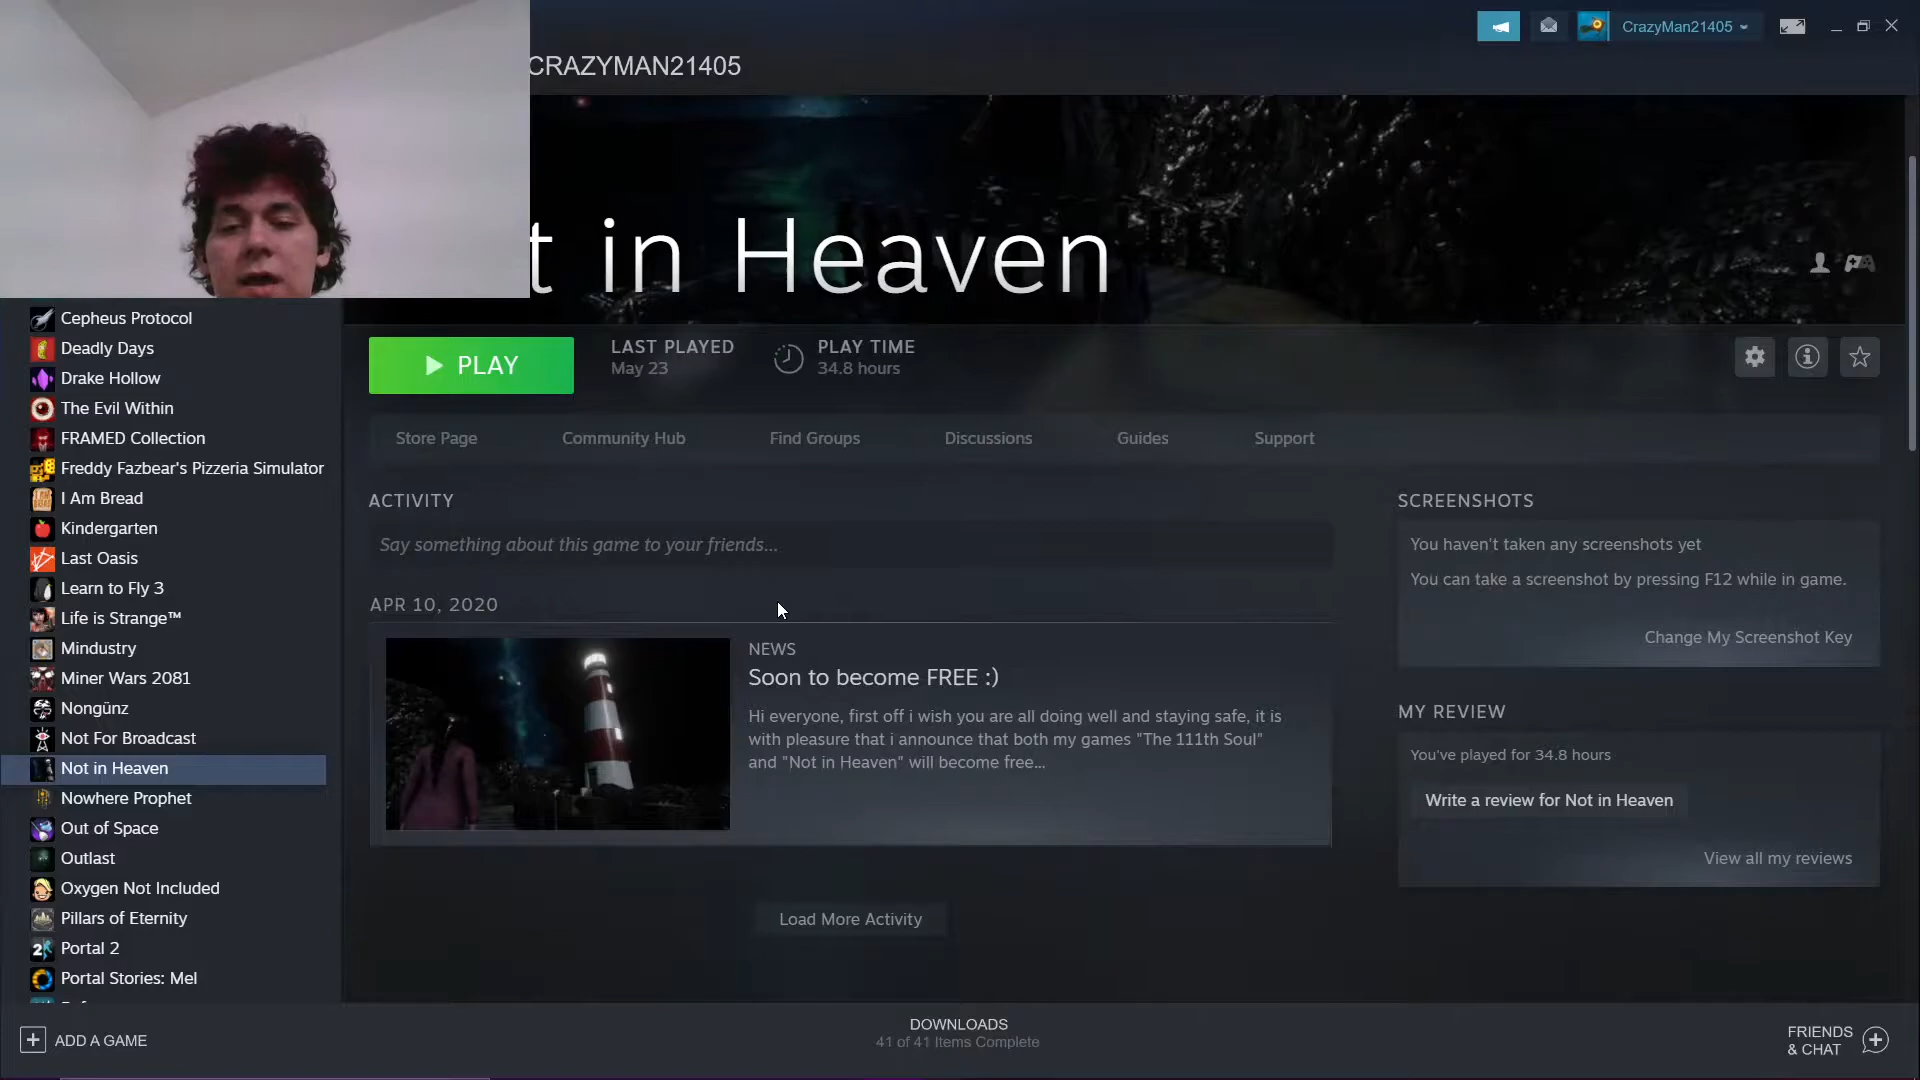 CrazyMan21405
CRAZYMAN21405
t in Heaven
Cepheus Protocol
Deadly Days
Drake Hollow
The Evil Within
FRAMED Collection
Freddy Fazbear's Pizzeria Simulator
I Am Bread
Kindergarten
Last Oasis
Learn to Fly 3
Life is Strange™
Mindustry
Miner Wars 2081
Nongünz
Not For Broadcast
Not in Heaven
Nowhere Prophet
Out of Space
Outlast
Oxygen Not Included
Pillars of Eternity
Portal 2
Portal Stories: Mel
PLAY
LAST PLAYED
May 23
PLAY TIME
34.8 hours
Store Page Community Hub Find Groups Discussions Guides Support
ACTIVITY
Say something about this game to your friends...
APR 10, 2020
NEWS
Soon to become FREE :)
Hi everyone, first off i wish you are all doing well and staying safe, it is
with pleasure that i announce that both my games "The 111th Soul"
and "Not in Heaven" will become free...
Load More Activity
SCREENSHOTS
You haven't taken any screenshots yet
You can take a screenshot by pressing F12 while in game.
Change My Screenshot Key
MY REVIEW
You've played for 34.8 hours
Write a review for Not in Heaven
View all my reviews
ADD A GAME
DOWNLOADS
41 of 41 Items Complete
FRIENDS
& CHAT